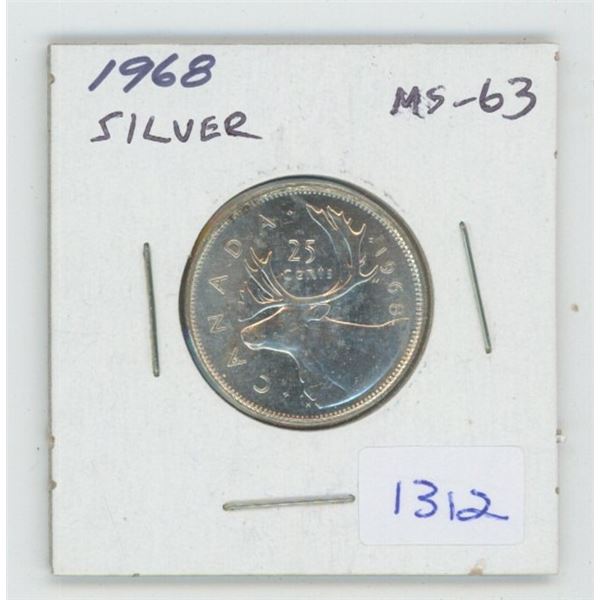 1968
SILVER
MS-63
CANADA
25
CENTS
1968
1312